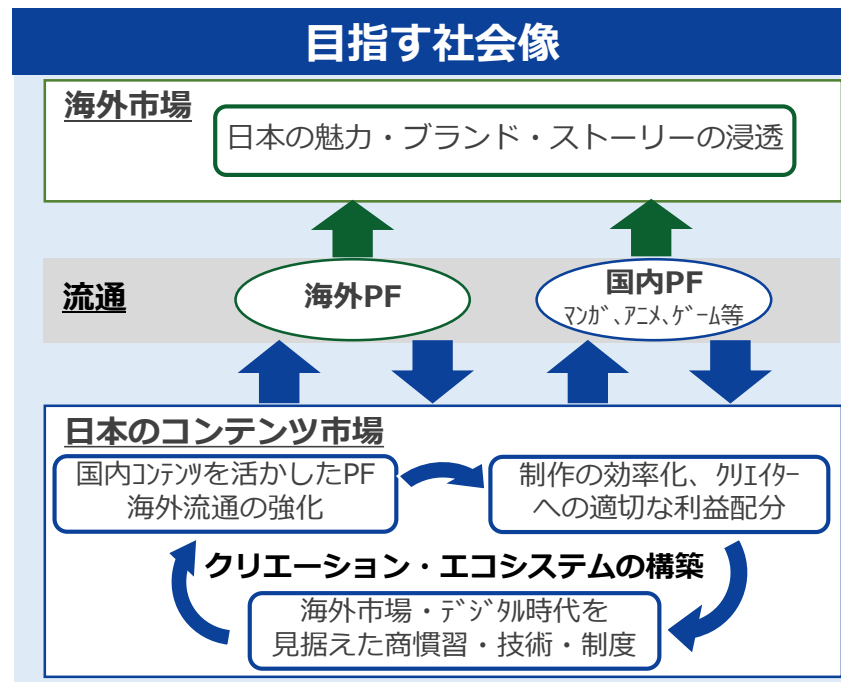 目指す社会像
海外市場
日本の魅力・ブランド・ストーリーの浸透
流通
海外PF
国内PF
ﾏﾝｶﾞ、ｱﾆﾒ、ｹﾞｰﾑ等
日本のコンテンツ市場
国内ｺﾝﾃﾝﾂを活かしたPF
海外流通の強化
制作の効率化、ｸﾘｴｲﾀｰ
への適切な利益配分
クリエーション・エコシステムの構築
海外市場・ﾃﾞｼﾞﾀﾙ時代を
見据えた商慣習・技術・制度